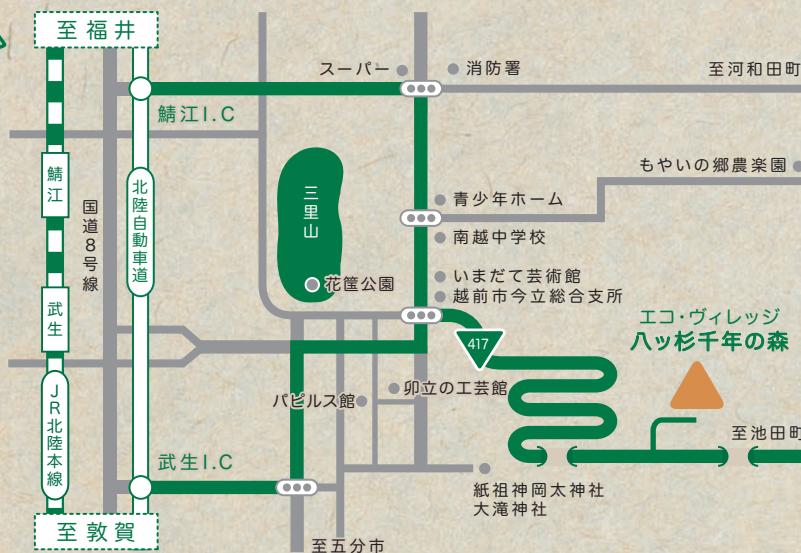 至福井
スーパー
消防署
至河和田町
鯖江I.C
もやいの郷農楽園
鯖江
北陸自動車道
国道8号線
三里山
青少年ホーム
南越中学校
花筐公園
いまだて芸術館
越前市今立総合支所
武生
417
エコ・ヴィレッジ
八ッ杉千年の森
卯立の工芸館
パピルス館
JR北陸本線
至池田町
武生I.C
紙祖神岡太神社
大滝神社
至敦賀
至五分市